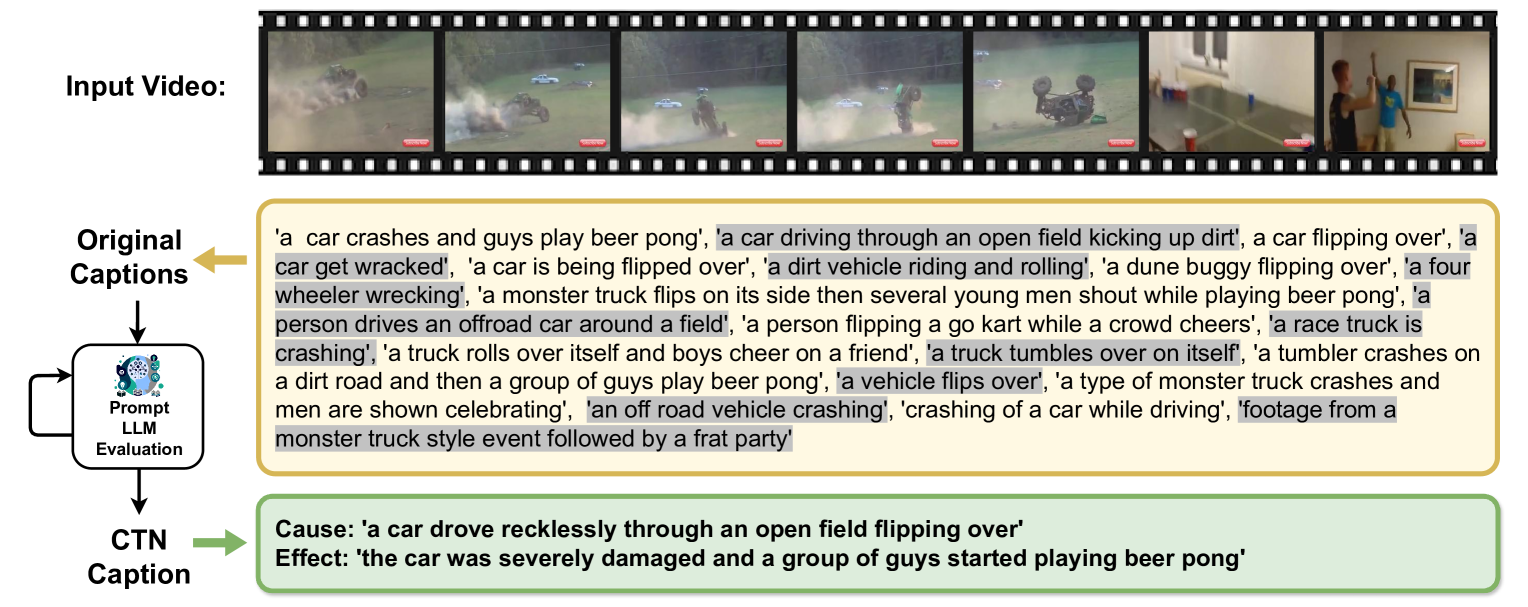 Input Video:
Original
Captions
'a  car crashes and guys play beer pong', 'a car driving through an open field kicking up dirt', a car flipping over', 'a
car get wracked',  'a car is being flipped over', 'a dirt vehicle riding and rolling', 'a dune buggy flipping over', 'a four
wheeler wrecking', 'a monster truck flips on its side then several young men shout while playing beer pong', 'a
person drives an offroad car around a field', 'a person flipping a go kart while a crowd cheers', 'a race truck is
crashing', 'a truck rolls over itself and boys cheer on a friend', 'a truck tumbles over on itself', 'a tumbler crashes on
a dirt road and then a group of guys play beer pong', 'a vehicle flips over', 'a type of monster truck crashes and
men are shown celebrating',  'an off road vehicle crashing', 'crashing of a car while driving', 'footage from a
monster truck style event followed by a frat party'
Prompt
LLM
Evaluation
CTN
Caption
Cause: 'a car drove recklessly through an open field flipping over'
Effect: 'the car was severely damaged and a group of guys started playing beer pong'